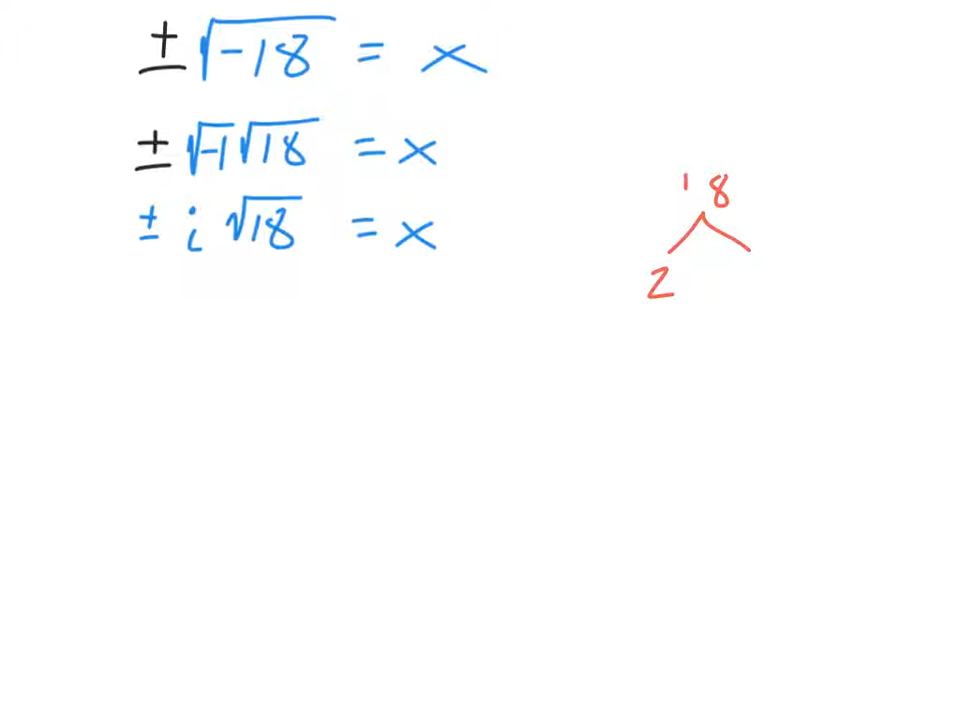 ± √-18 = x
± √-1 √18 = x
± i √18 = x
18
2